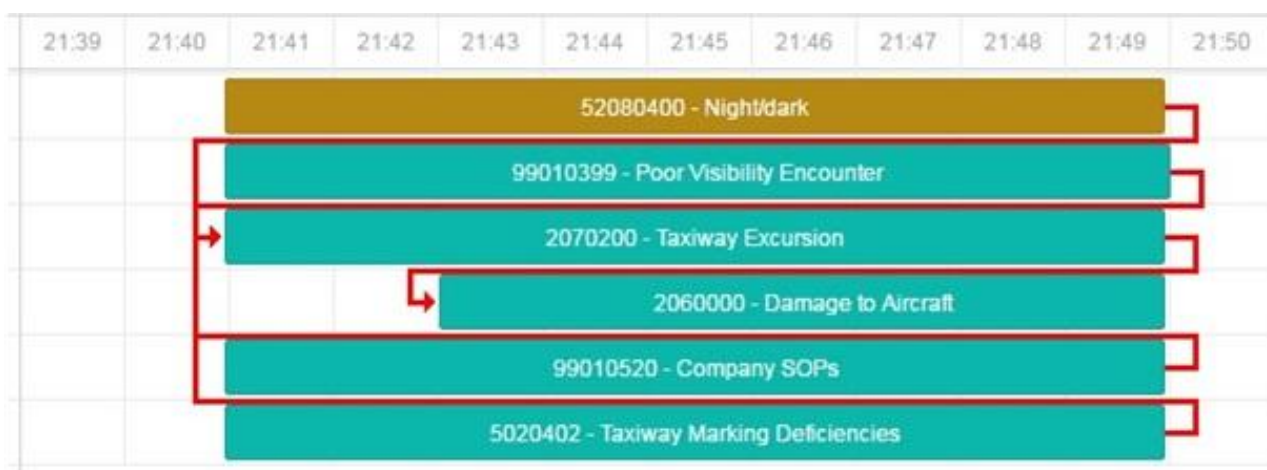 21:39 21:40 21:41 21:42 21:43 21:44 21:45 21:46 21:47 21:48 21:49 21:50
52080400 - Night/dark
99010399 - Poor Visibility Encounter
2070200 - Taxiway Excursion
2060000 - Damage to Aircraft
99010520 - Company SOPs
5020402 - Taxiway Marking Deficiencies